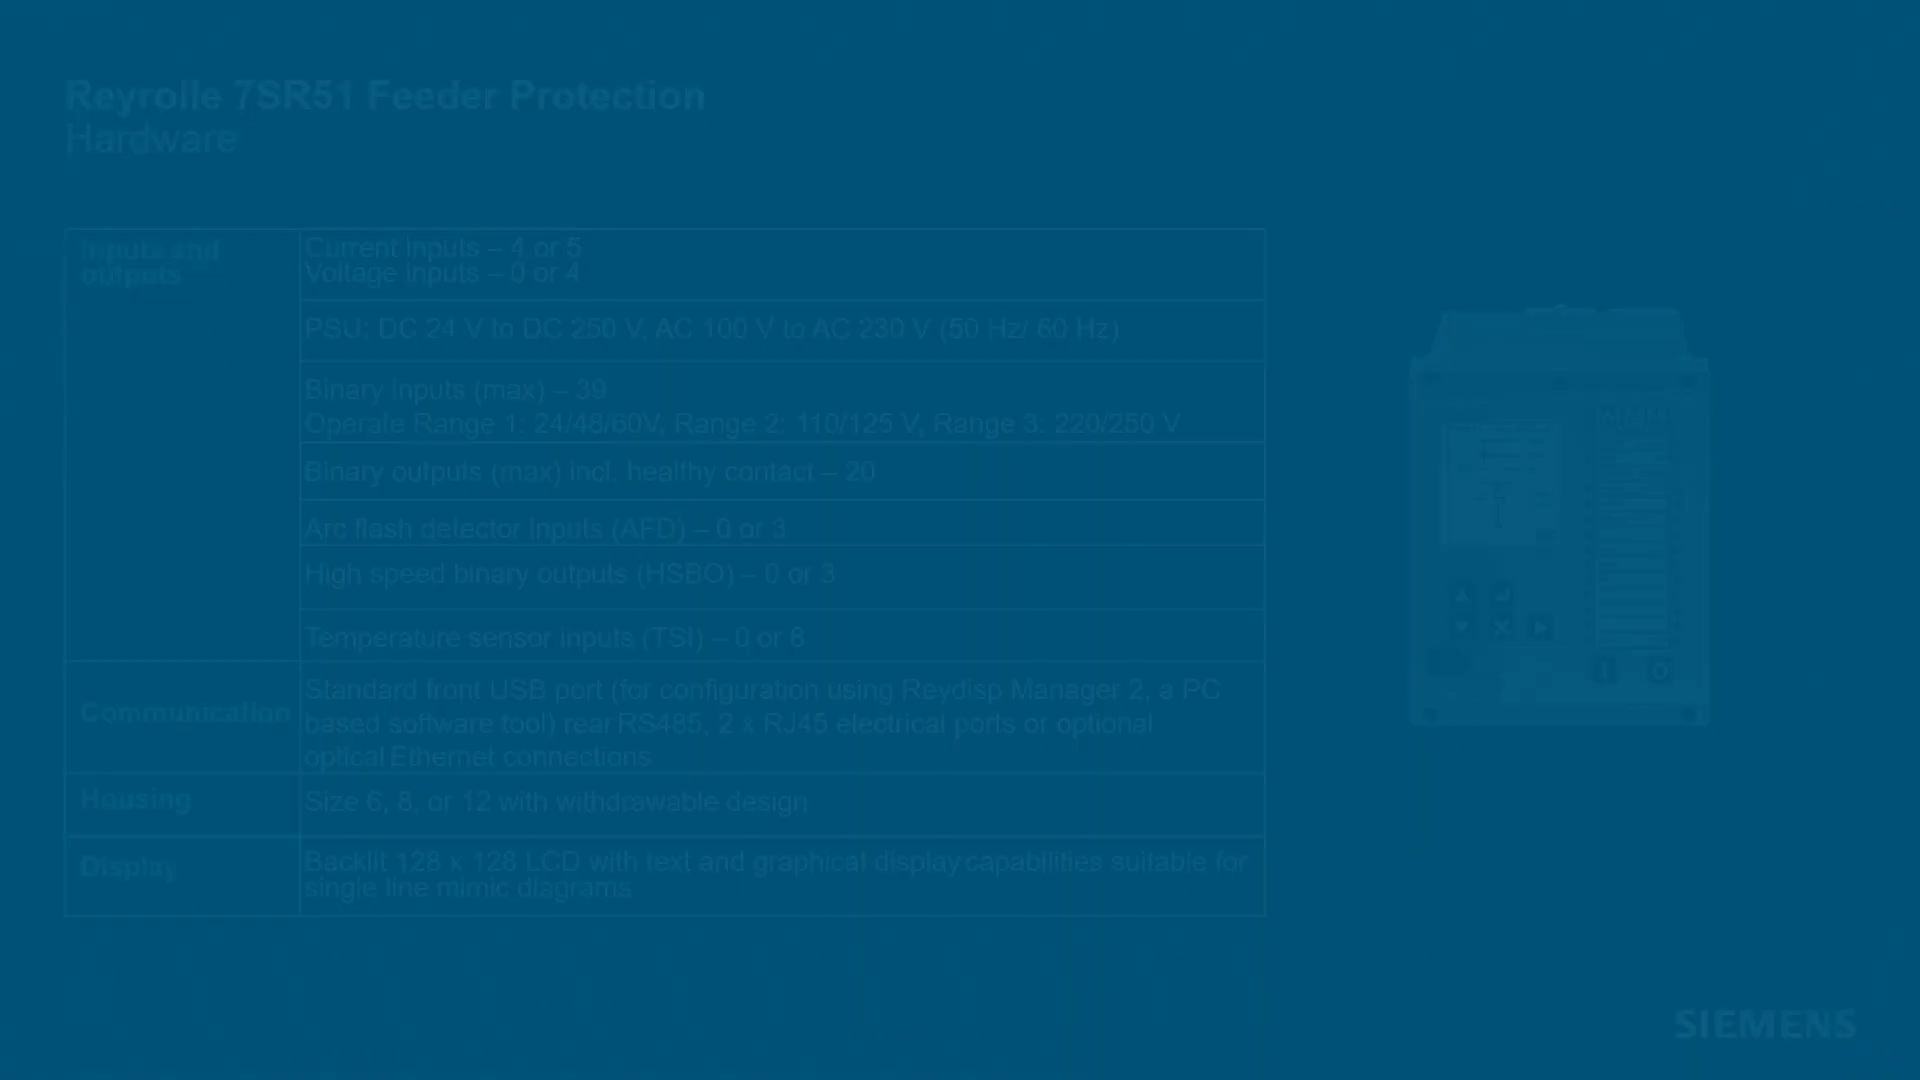 Reyrolle 7SR51 Feeder Protection
Hardware
Inputs and
outputs
Current inputs – 4 or 5
Voltage inputs – 0 or 4
PSU: DC 24 V to DC 250 V, AC 100 V to AC 230 V (50 Hz/ 60 Hz)
Binary inputs (max) – 39
Operate Range 1: 24/48/60V, Range 2: 110/125 V, Range 3: 220/250 V
Binary outputs (max) incl. healthy contact – 20
Arc flash detector Inputs (AFD) – 0 or 3
High speed binary outputs (HSBO) – 0 or 3
Temperature sensor inputs (TSI) – 0 or 8
Communication
Standard front USB port (for configuration using Reydisp Manager 2, a PC
based software tool) rear RS485, 2 x RJ45 electrical ports or optional
optical Ethernet connections
Housing
Size 6, 8, or 12 with withdrawable design
Display
Backlit 128 x 128 LCD with text and graphical display capabilities suitable for
single line mimic diagrams
SIEMENS